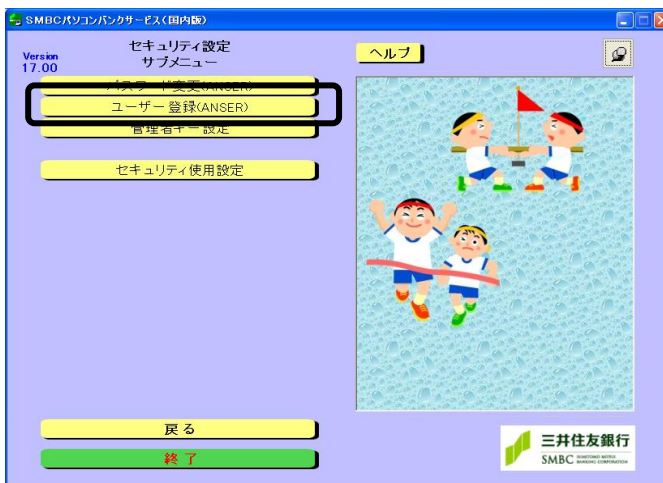 SMBCパソコンバンクサービス(国内版)
Version
17.00
セキュリティ設定
サブメニュー
ヘルプ
パスワード変更(ANSER)
ユーザー登録(ANSER)
管理者キー設定
セキュリティ使用設定
戻る
終了
三井住友銀行
SMBC SUMITOMO MITSUI
BANKING CORPORATION